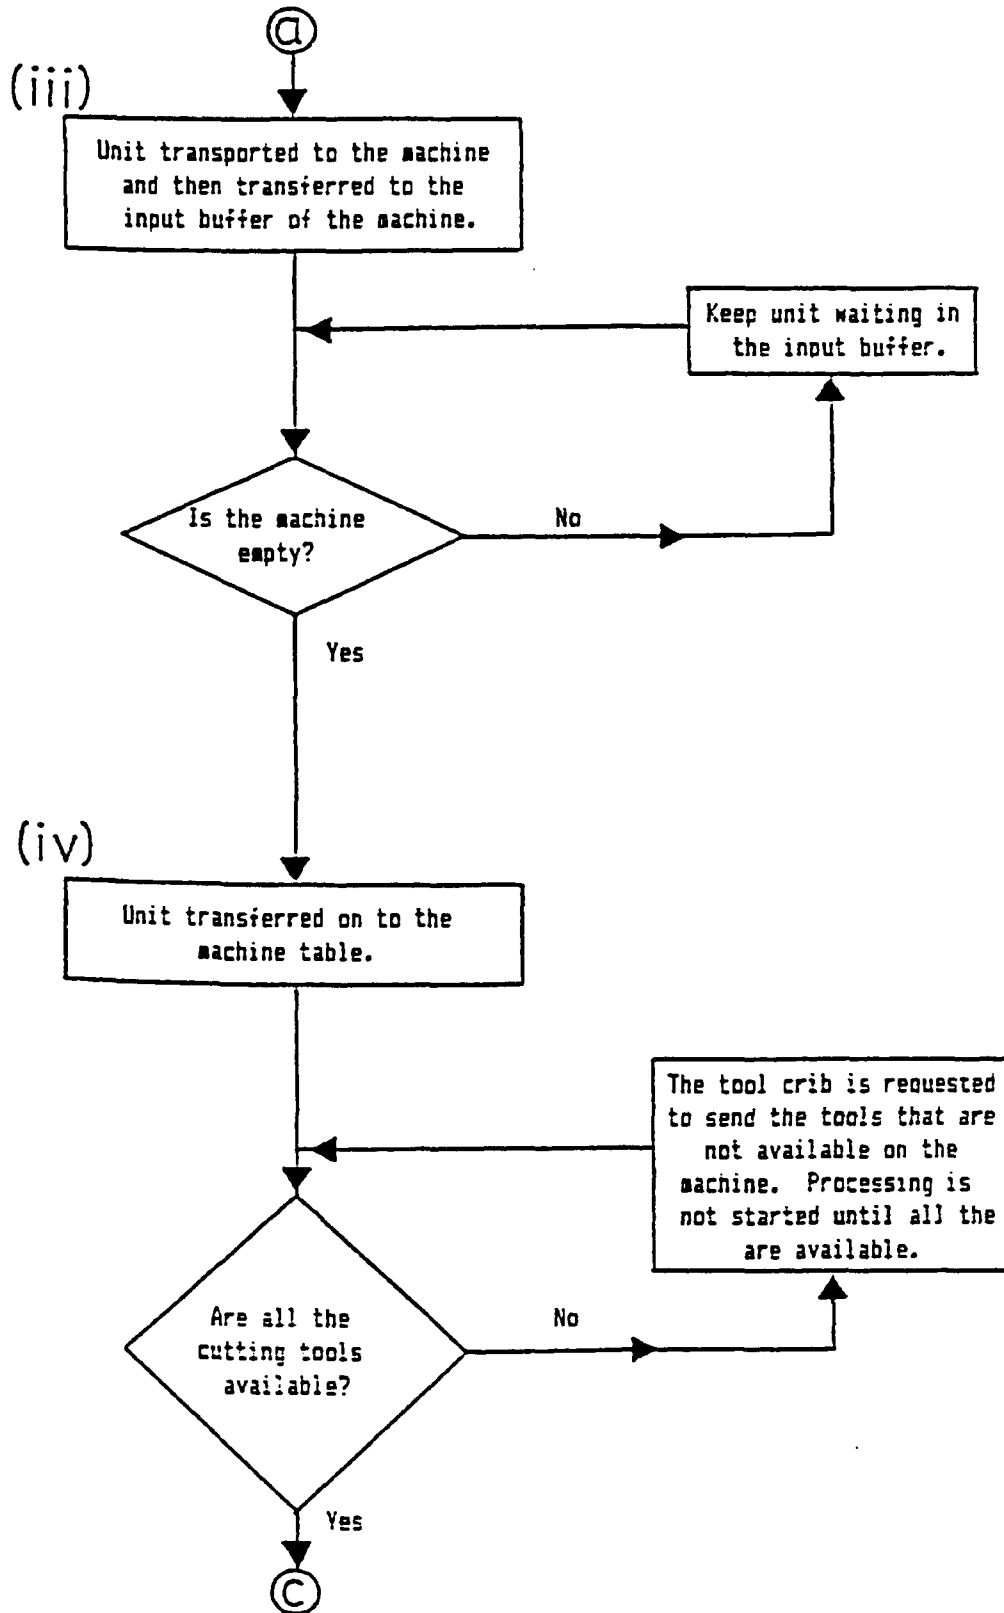 a
(iii)
Unit transported to the machine
and then transferred to the
input buffer of the machine.
Keep unit waiting in
the input buffer.
Is the machine
empty?
No
Yes
(iv)
Unit transferred on to the
machine table.
The tool crib is requested
to send the tools that are
not available on the
machine. Processing is
not started until all the
are available.
Are all the
cutting tools
available?
No
Yes
C